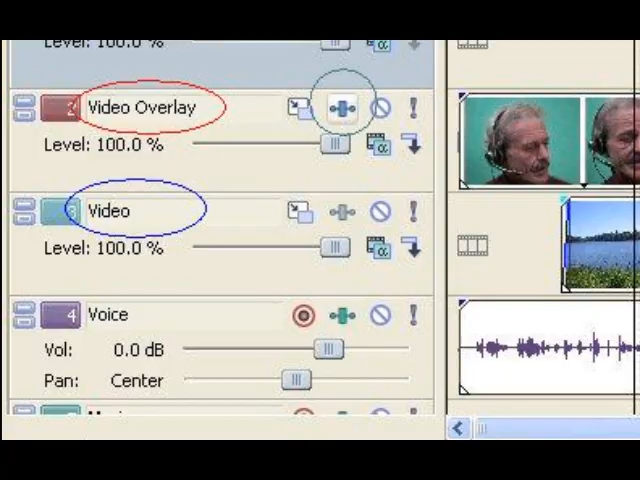 Level: 100.0 %
2 Video Overlay
Level: 100.0 %
3 Video
Level: 100.0 %
4 Voice
Vol: 0.0 dB
Pan: Center